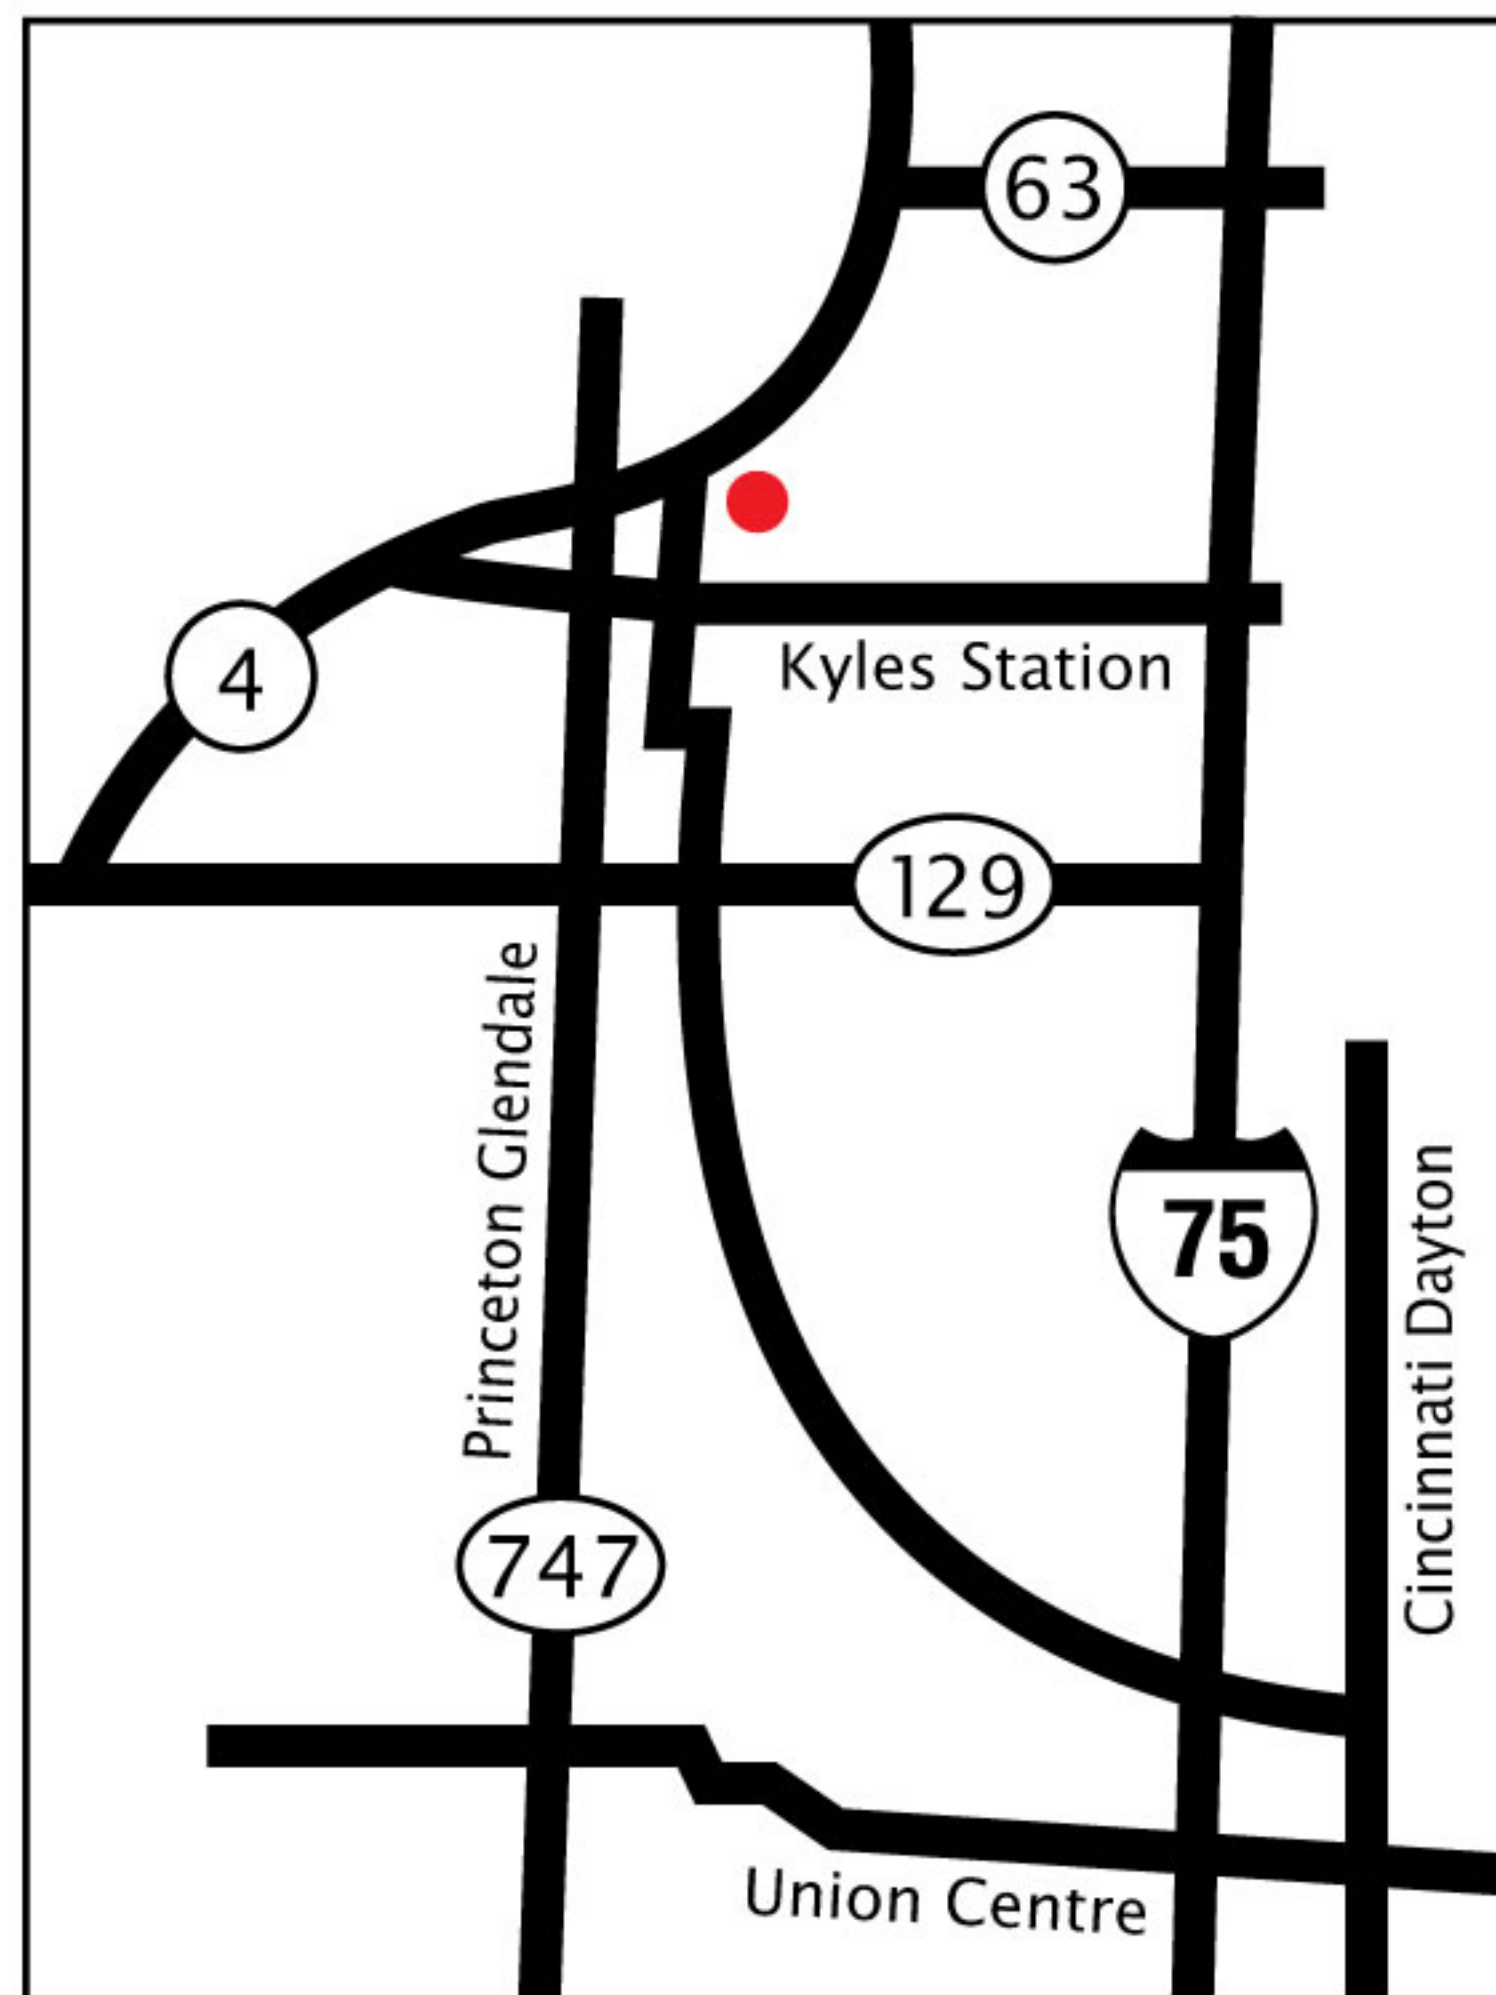 63
4
Kyles Station
129
Princeton Glendale
75
Cincinnati Dayton
747
Union Centre